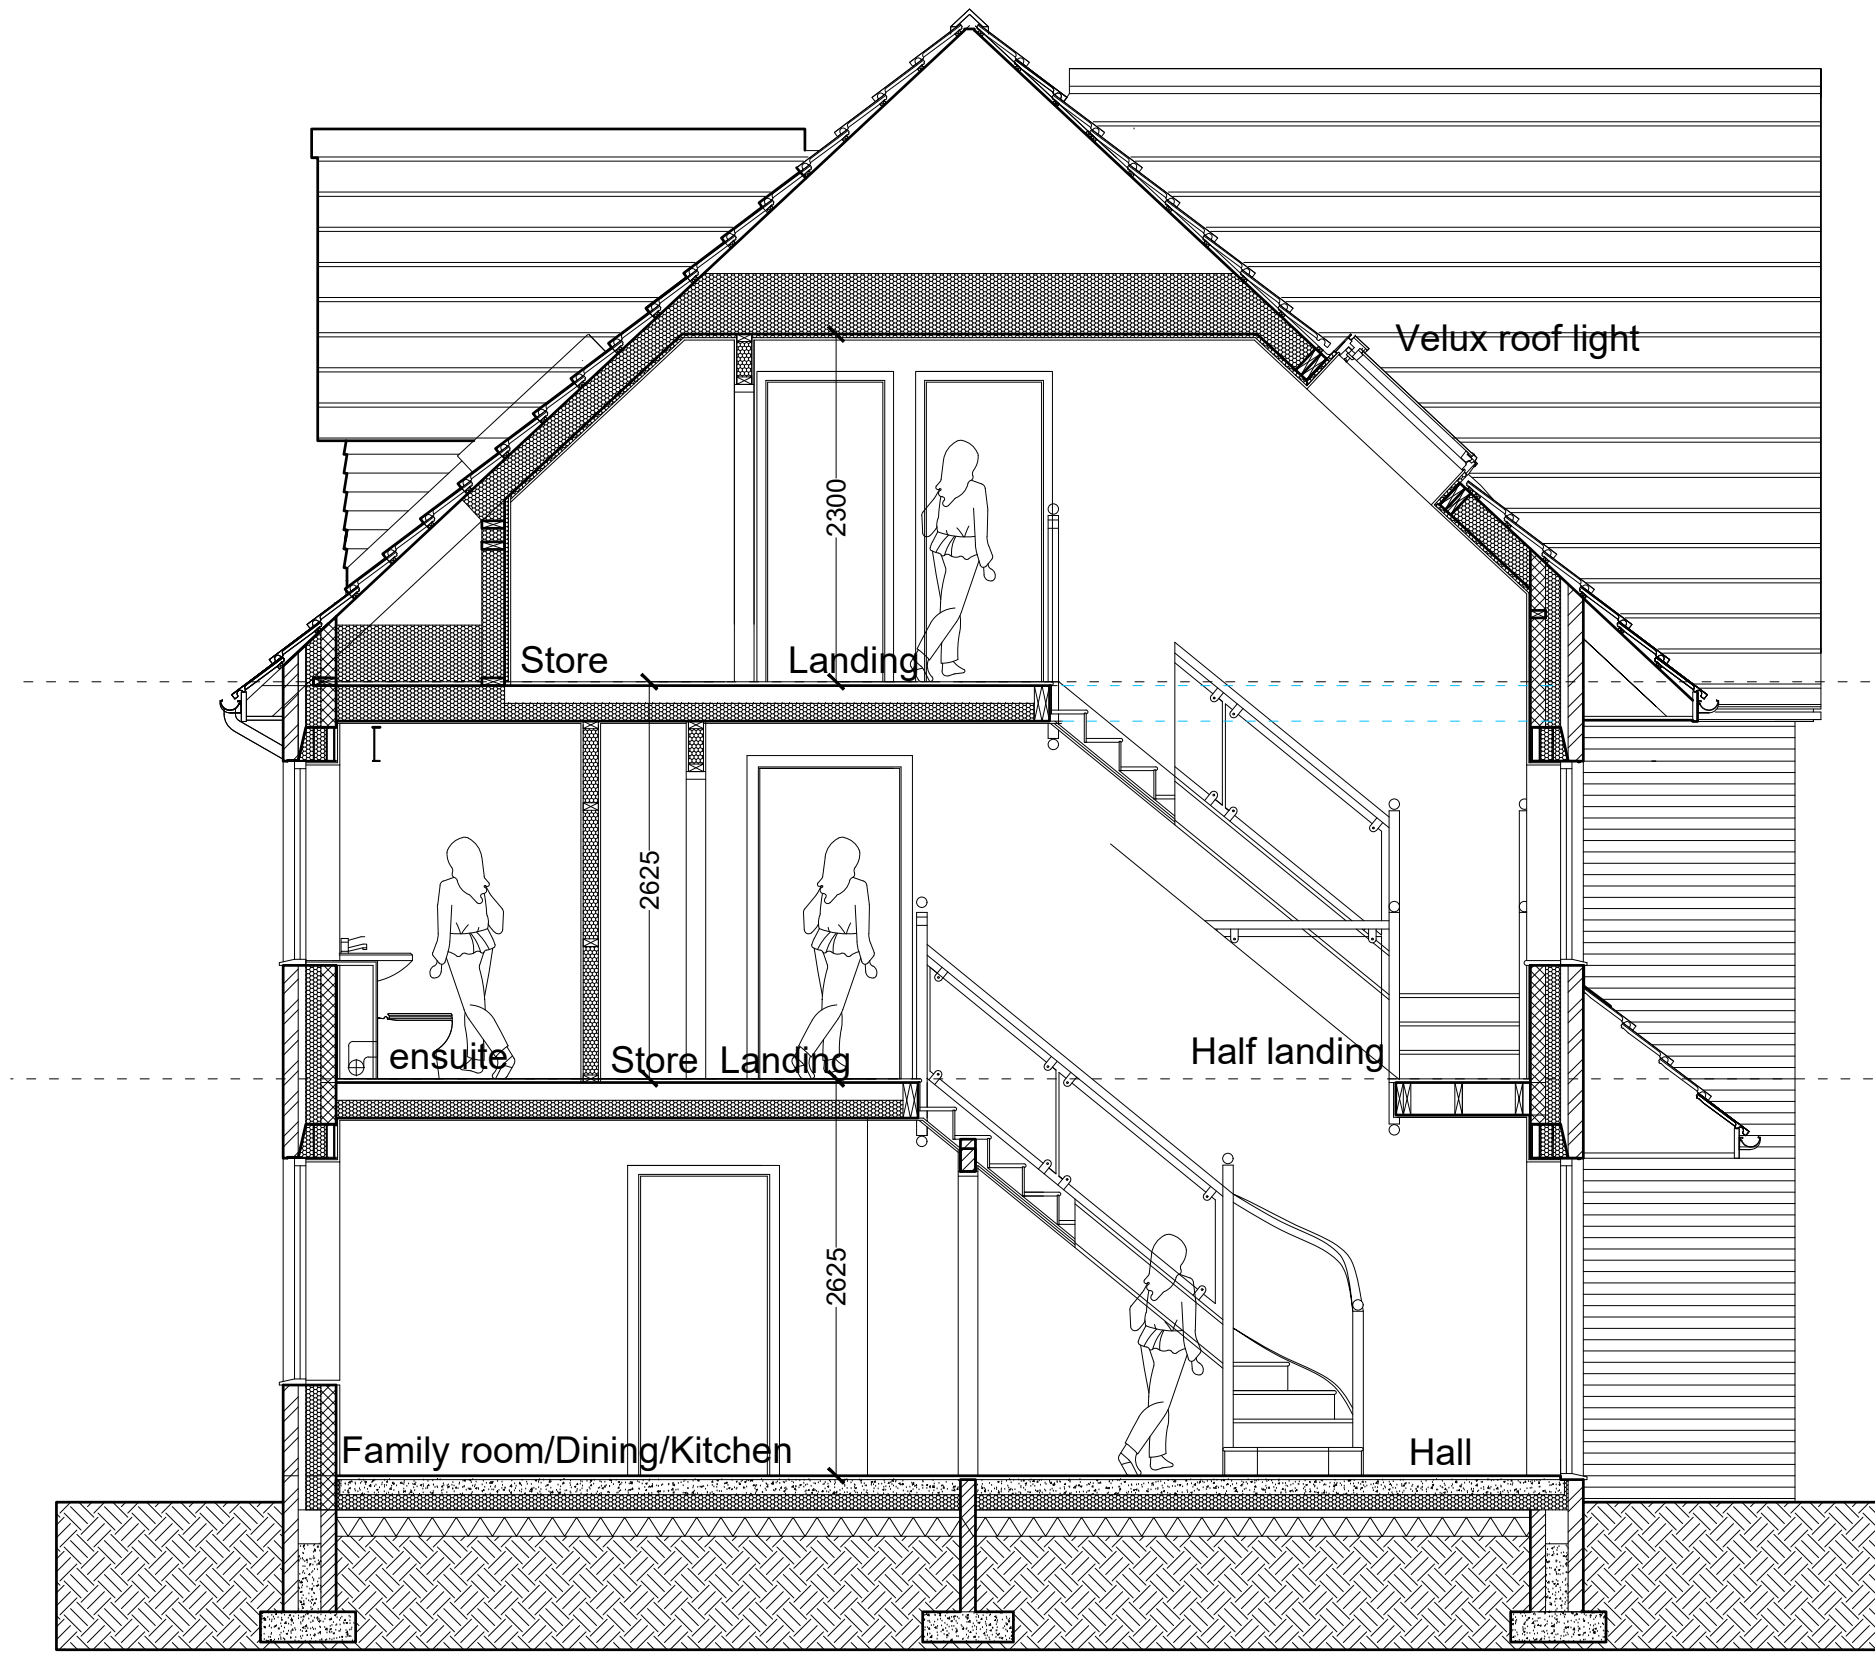 Velux roof light
2300
Store
Landing
2625
ensuite
Store
Landing
Half landing
2625
Family room/Dining/Kitchen
Hall